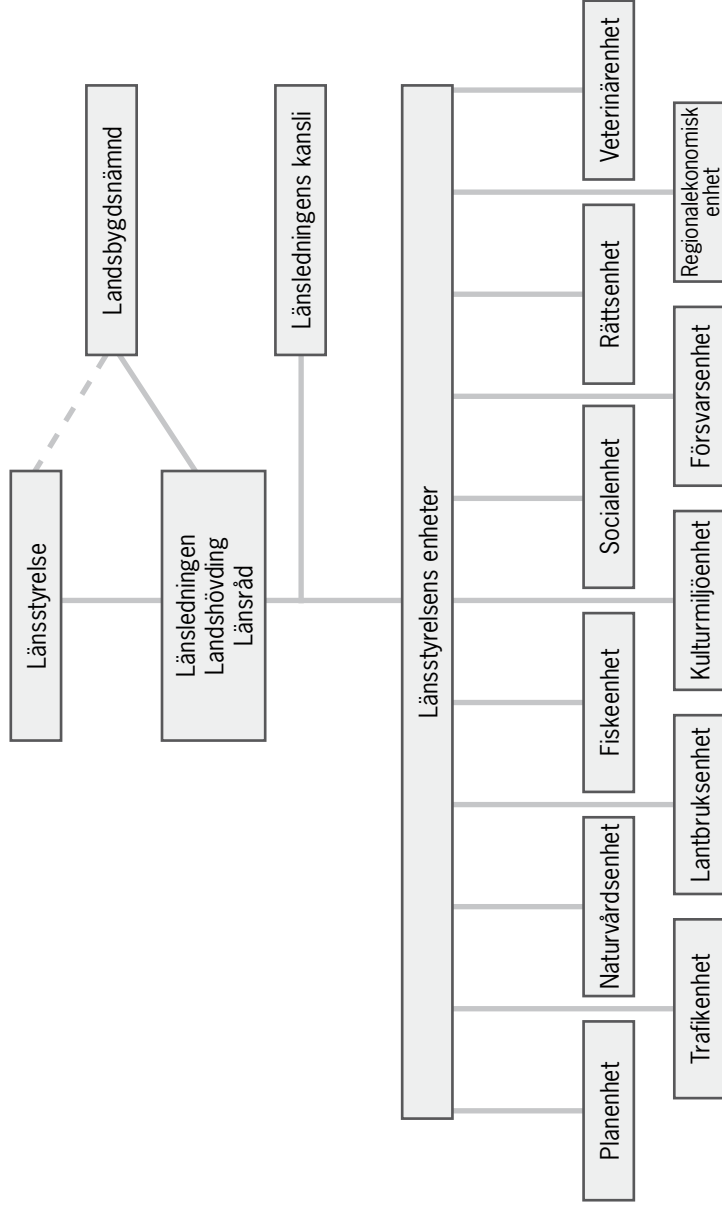 Länsstyrelse
Landsbygdsnämnd
Länsledningen
Landshövding
Länsråd
Länsledningens kansli
Länsstyrelsens enheter
Planenhet
Naturvårdsenhet
Fiskeenhet
Socialenhet
Rättsenhet
Veterinärenhet
Trafikenhet
Lantbruksenhet
Kulturmiljöenhet
Försvarsenhet
Regionalekonomisk
enhet